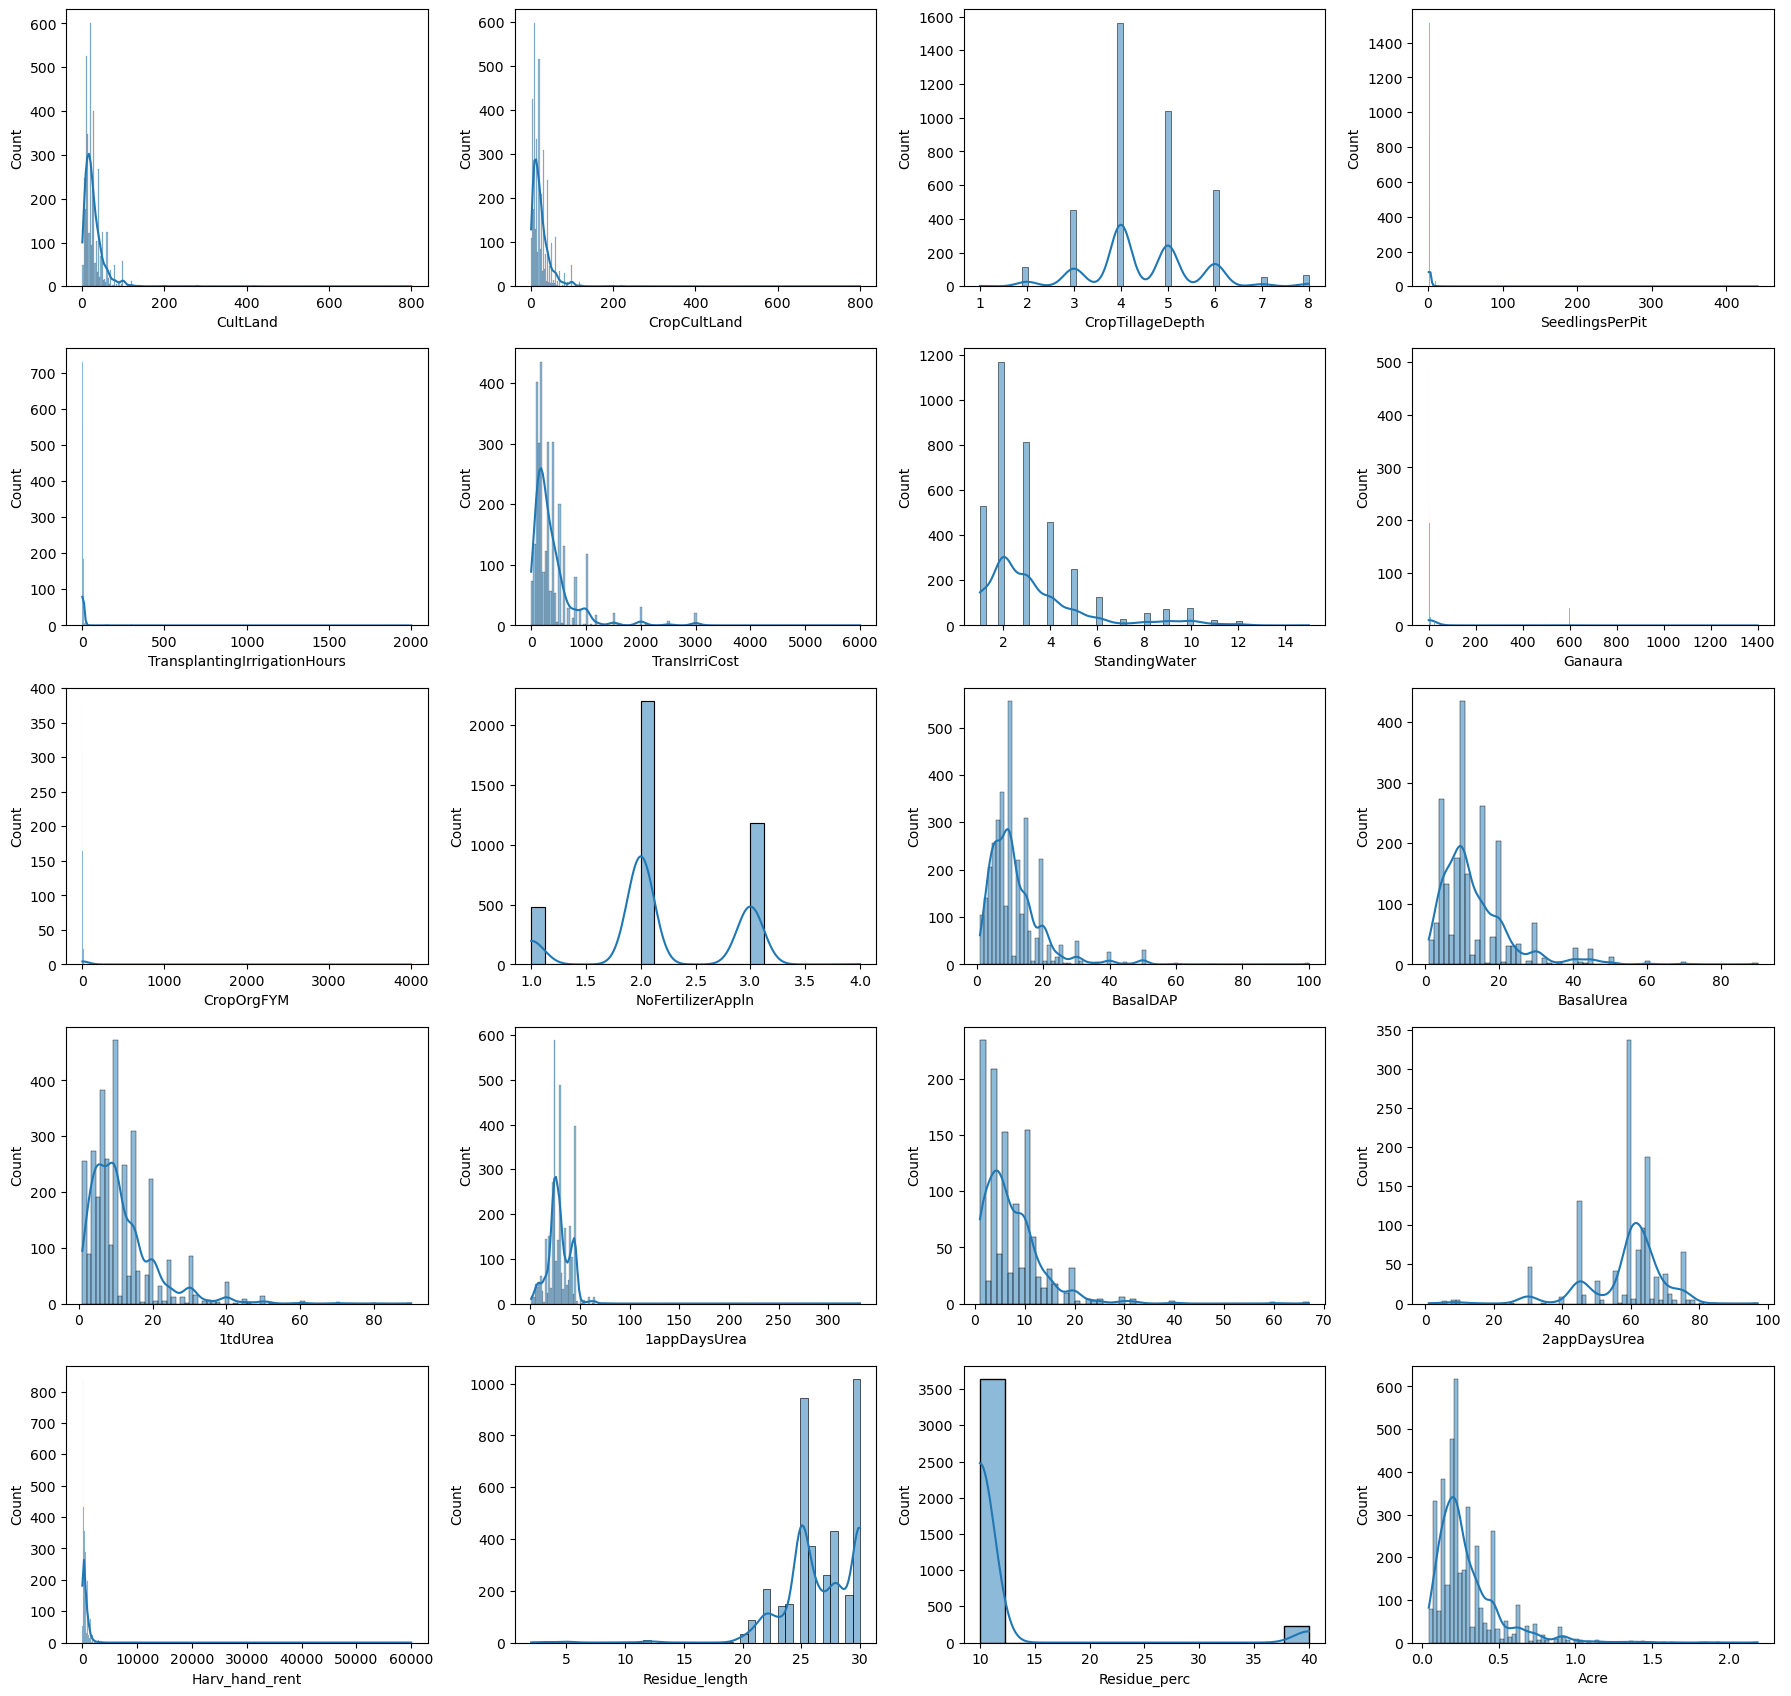 600
500
400
300
200
100
0
Count
0 200 400 600 800
CultLand
600
500
400
300
200
100
0
Count
0 200 400 600 800
CropCultLand
1600
1400
1200
1000
800
600
400
200
0
Count
1 2 3 4 5 6 7 8
CropTillageDepth
1400
1200
1000
800
600
400
200
0
Count
0 100 200 300 400
SeedlingsPerPit
700
600
500
400
300
200
100
0
Count
0 500 1000 1500 2000
TransplantingIrrigationHours
400
300
200
100
0
Count
0 1000 2000 3000 4000 5000 6000
TransIrriCost
1200
1000
800
600
400
200
0
Count
2 4 6 8 10 12 14
StandingWater
500
400
300
200
100
0
Count
0 200 400 600 800 1000 1200 1400
Ganaura
400
350
300
250
200
150
100
50
0
Count
0 1000 2000 3000 4000
CropOrgFYM
2000
1500
1000
500
0
Count
1.0 1.5 2.0 2.5 3.0 3.5 4.0
NoFertilizerAppln
500
400
300
200
100
0
Count
0 20 40 60 80 100
BasalDAP
400
300
200
100
0
Count
0 20 40 60 80
BasalUrea
400
300
200
100
0
Count
0 20 40 60 80
1tdUrea
600
500
400
300
200
100
0
Count
0 50 100 150 200 250 300
1appDaysUrea
200
150
100
50
0
Count
0 10 20 30 40 50 60 70
2tdUrea
350
300
250
200
150
100
50
0
Count
0 20 40 60 80 100
2appDaysUrea
800
700
600
500
400
300
200
100
0
Count
0 10000 20000 30000 40000 50000 60000
Harv_hand_rent
1000
800
600
400
200
0
Count
5 10 15 20 25 30
Residue_length
3500
3000
2500
2000
1500
1000
500
0
Count
10 15 20 25 30 35 40
Residue_perc
600
500
400
300
200
100
0
Count
0.0 0.5 1.0 1.5 2.0
Acre